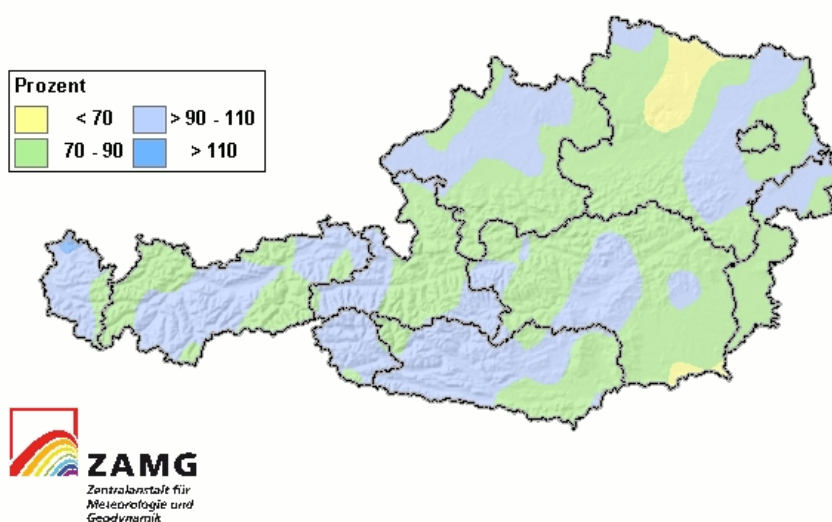 Prozent
< 70
> 90 - 110
70 - 90
> 110
ZAMG
Zentralanstalt für
Meteorologie und
Geodynamik